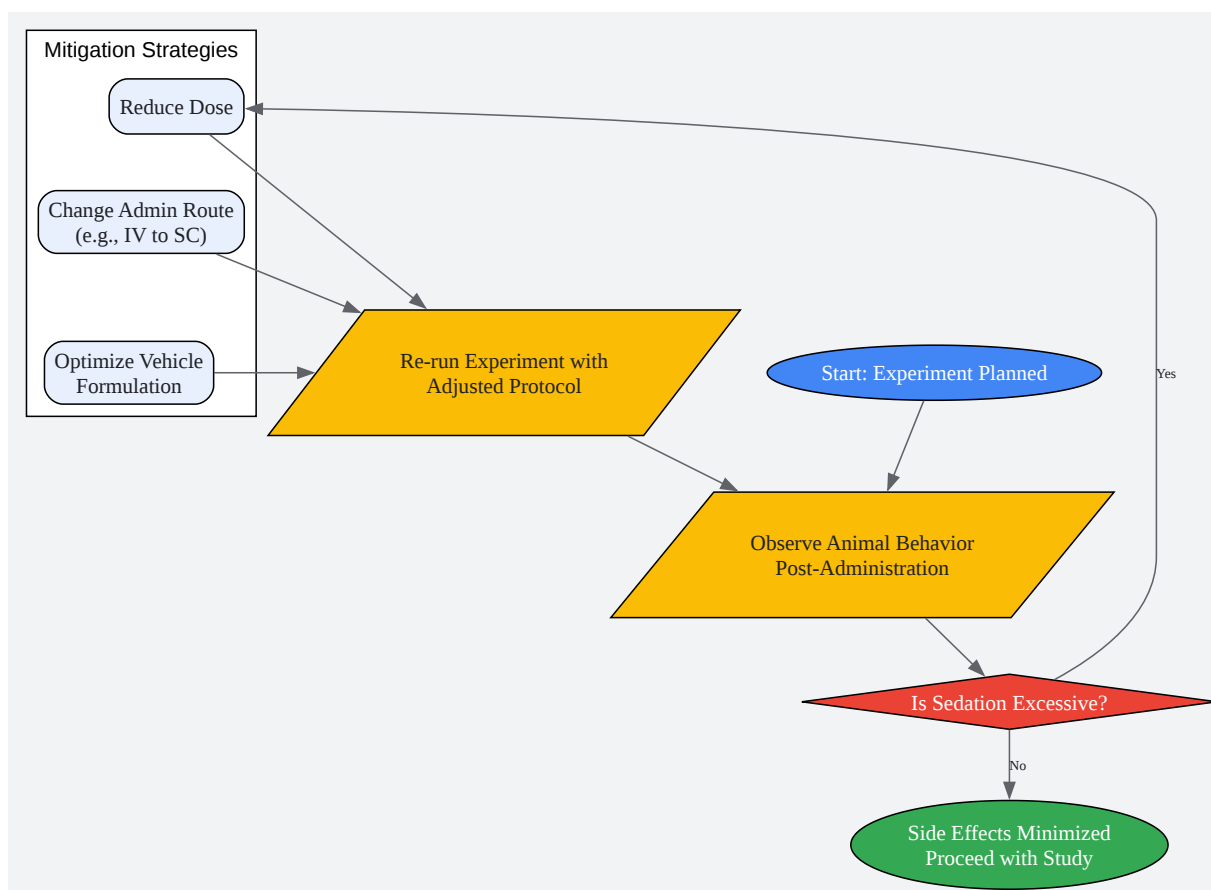 Mitigation Strategies
Reduce Dose
Change Admin Route
(e.g., IV to SC)
Optimize Vehicle
Formulation
Re-run Experiment with
Adjusted Protocol
Start: Experiment Planned
Yes
Observe Animal Behavior
Post-Administration
Is Sedation Excessive?
No
Side Effects Minimized
Proceed with Study